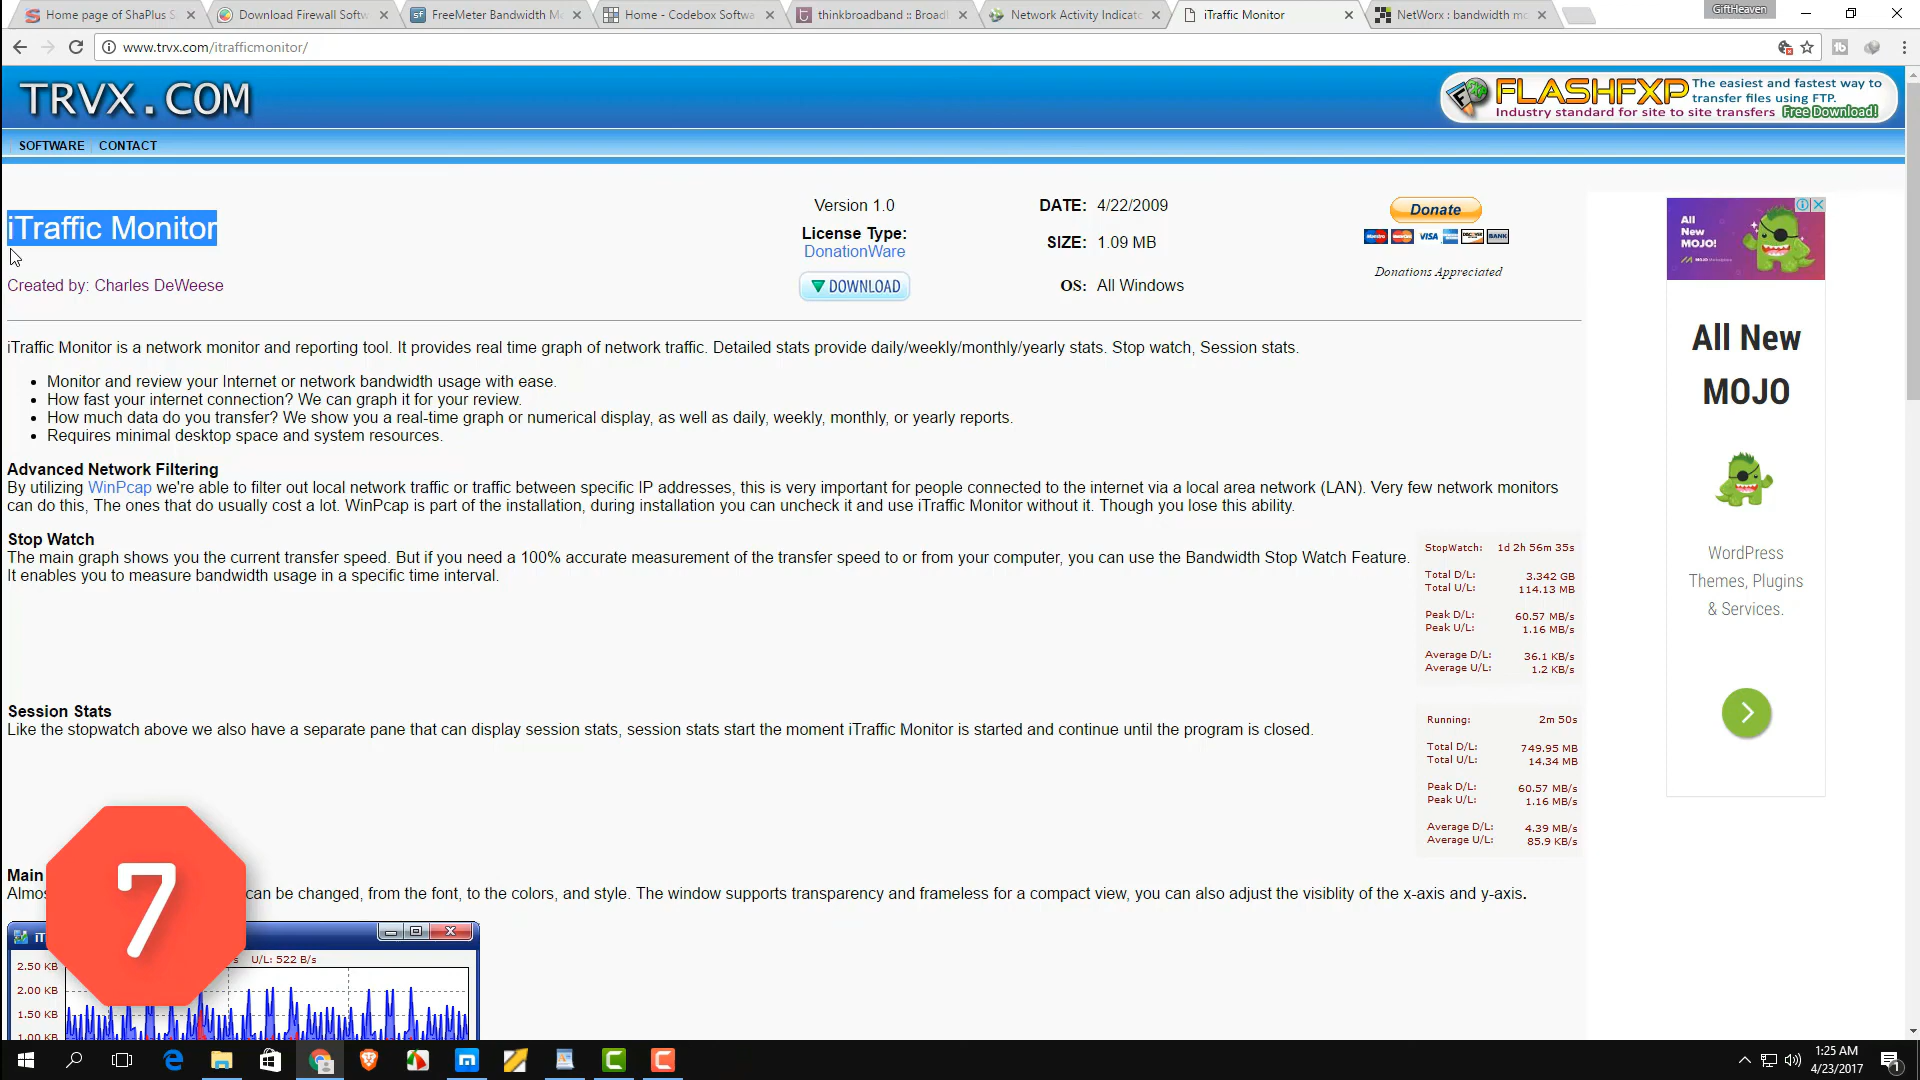 Home page of ShaPlus S
Download Firewall Softw
FreeMeter Bandwidth M
Home - Codebox Softwa
thinkbroadband :: Broadl
Network Activity Indicat
iTraffic Monitor
NetWorx : bandwidth m
GiftHeaven
www.trvx.com/itrafficmonitor/
TRVX.COM
FLASHFXP
The easiest and fastest way to
transfer files using FTP.
Industry standard for site to site transfers Free Download!
SOFTWARE CONTACT
iTraffic Monitor
Created by: Charles DeWeese
Version 1.0
License Type:
DonationWare
DOWNLOAD
DATE: 4/22/2009
SIZE: 1.09 MB
OS: All Windows
Donate
VISA
BANK
Donations Appreciated
iTraffic Monitor is a network monitor and reporting tool. It provides real time graph of network traffic. Detailed stats provide daily/weekly/monthly/yearly stats. Stop watch, Session stats.
• Monitor and review your Internet or network bandwidth usage with ease.
• How fast your internet connection? We can graph it for your review.
• How much data do you transfer? We show you a real-time graph or numerical display, as well as daily, weekly, monthly, or yearly reports.
• Requires minimal desktop space and system resources.
Advanced Network Filtering
By utilizing WinPcap we're able to filter out local network traffic or traffic between specific IP addresses, this is very important for people connected to the internet via a local area network (LAN). Very few network monitors
can do this, The ones that do usually cost a lot. WinPcap is part of the installation, during installation you can uncheck it and use iTraffic Monitor without it. Though you lose this ability.
Stop Watch
The main graph shows you the current transfer speed. But if you need a 100% accurate measurement of the transfer speed to or from your computer, you can use the Bandwidth Stop Watch Feature.
It enables you to measure bandwidth usage in a specific time interval.
StopWatch: 1d 2h 56m 35s
Total D/L: 3.342 GB
Total U/L: 114.13 MB
Peak D/L: 60.57 MB/s
Peak U/L: 1.16 MB/s
Average D/L: 36.1 KB/s
Average U/L: 1.2 KB/s
Session Stats
Like the stopwatch above we also have a separate pane that can display session stats, session stats start the moment iTraffic Monitor is started and continue until the program is closed.
Running: 2m 50s
Total D/L: 749.95 MB
Total U/L: 14.34 MB
Peak D/L: 60.57 MB/s
Peak U/L: 1.16 MB/s
Average D/L: 4.39 MB/s
Average U/L: 85.9 KB/s
Main
Almos can be changed, from the font, to the colors, and style. The window supports transparency and frameless for a compact view, you can also adjust the visiblity of the x-axis and y-axis.
7
iT
s U/L: 522 B/s
2.50 KB
2.00 KB
1.50 KB
1.00 KB
All
New
MOJO!
All New
MOJO
WordPress
Themes, Plugins
& Services.
1:25 AM
4/23/2017
1